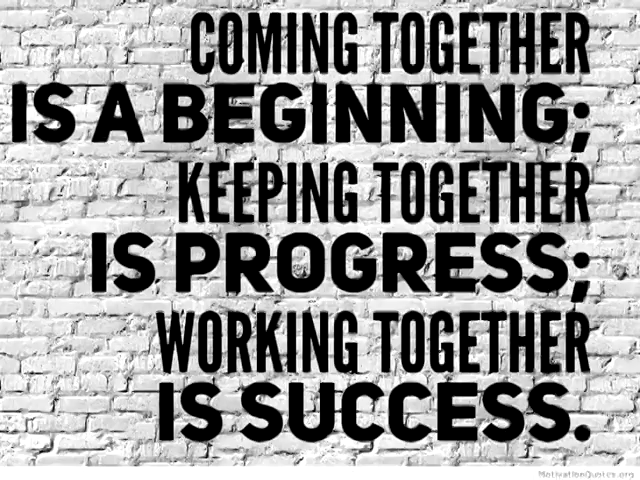 COMING TOGETHER
IS A BEGINNING;
KEEPING TOGETHER
IS PROGRESS;
WORKING TOGETHER
IS SUCCESS.
MotivationQuotes.org